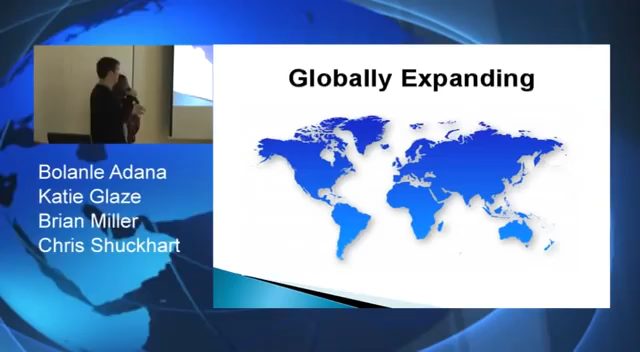 Globally Expanding
Bolanle Adana
Katie Glaze
Brian Miller
Chris Shuckhart